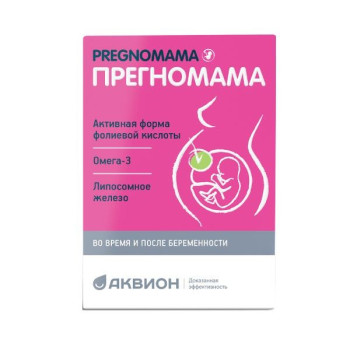 PREGNOMAMA
ПРЕГНОМАМА
Активная форма
фолиевой кислоты
Омега-3
Липосомное
железо
ВО ВРЕМЯ И ПОСЛЕ БЕРЕМЕННОСТИ
АКВИОН
Доказанная
эффективность